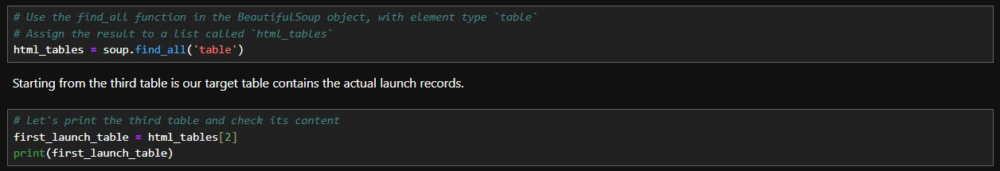 # Use the find_all function in the BeautifulSoup object, with element type `table`
# Assign the result to a list called `html_tables`
html_tables = soup.find_all('table')
Starting from the third table is our target table contains the actual launch records.
# Let's print the third table and check its content
first_launch_table = html_tables[2]
print(first_launch_table)